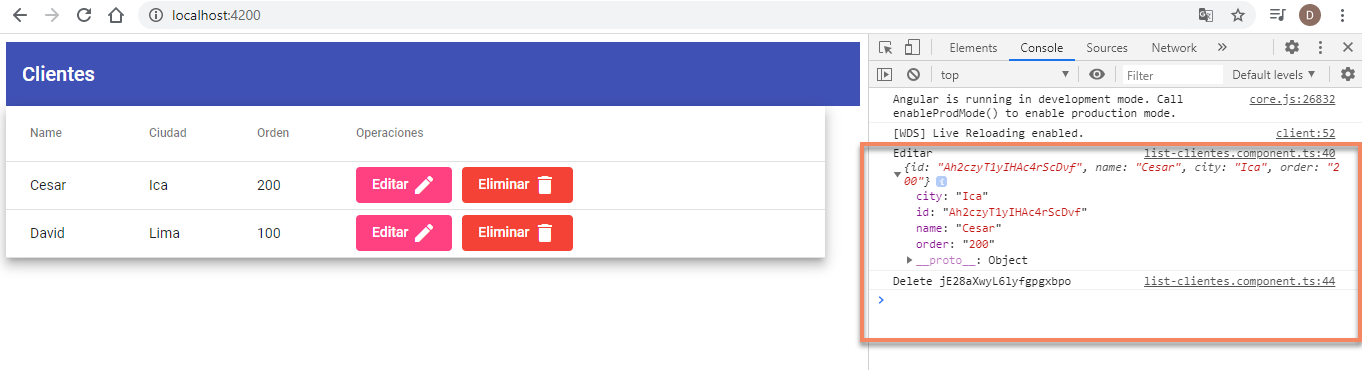 localhost:4200
D
Clientes
Name Ciudad Orden Operaciones
Cesar Ica 200 Editar Eliminar
David Lima 100 Editar Eliminar
Elements Console Sources Network »
top Filter Default levels
Angular is running in development mode. Call core.js:26832
enableProdMode() to enable production mode.
[WDS] Live Reloading enabled. client:52
Editar list-clientes.component.ts:40
{id: "Ah2czyT1yIHAc4rScDvf", name: "Cesar", city: "Ica", order: "2
00"} i
city: "Ica"
id: "Ah2czyT1yIHAc4rScDvf"
name: "Cesar"
order: "200"
__proto__: Object
Delete jE28aXwyL6lyfgpgxbpo list-clientes.component.ts:44